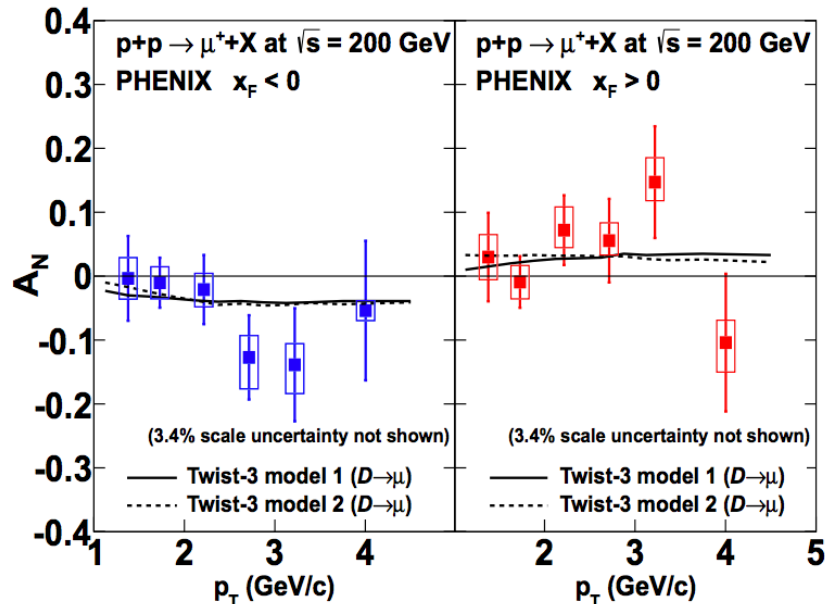 0.4
0.3
0.2
0.1
0
-0.1
-0.2
-0.3
-0.4
A_N
p+p → μ⁺+X at √s = 200 GeV
PHENIX x_F < 0
(3.4% scale uncertainty not shown)
Twist-3 model 1 (D→μ)
Twist-3 model 2 (D→μ)
1 2 3 4
p_T (GeV/c)
p+p → μ⁺+X at √s = 200 GeV
PHENIX x_F > 0
(3.4% scale uncertainty not shown)
Twist-3 model 1 (D→μ)
Twist-3 model 2 (D→μ)
2 3 4 5
p_T (GeV/c)